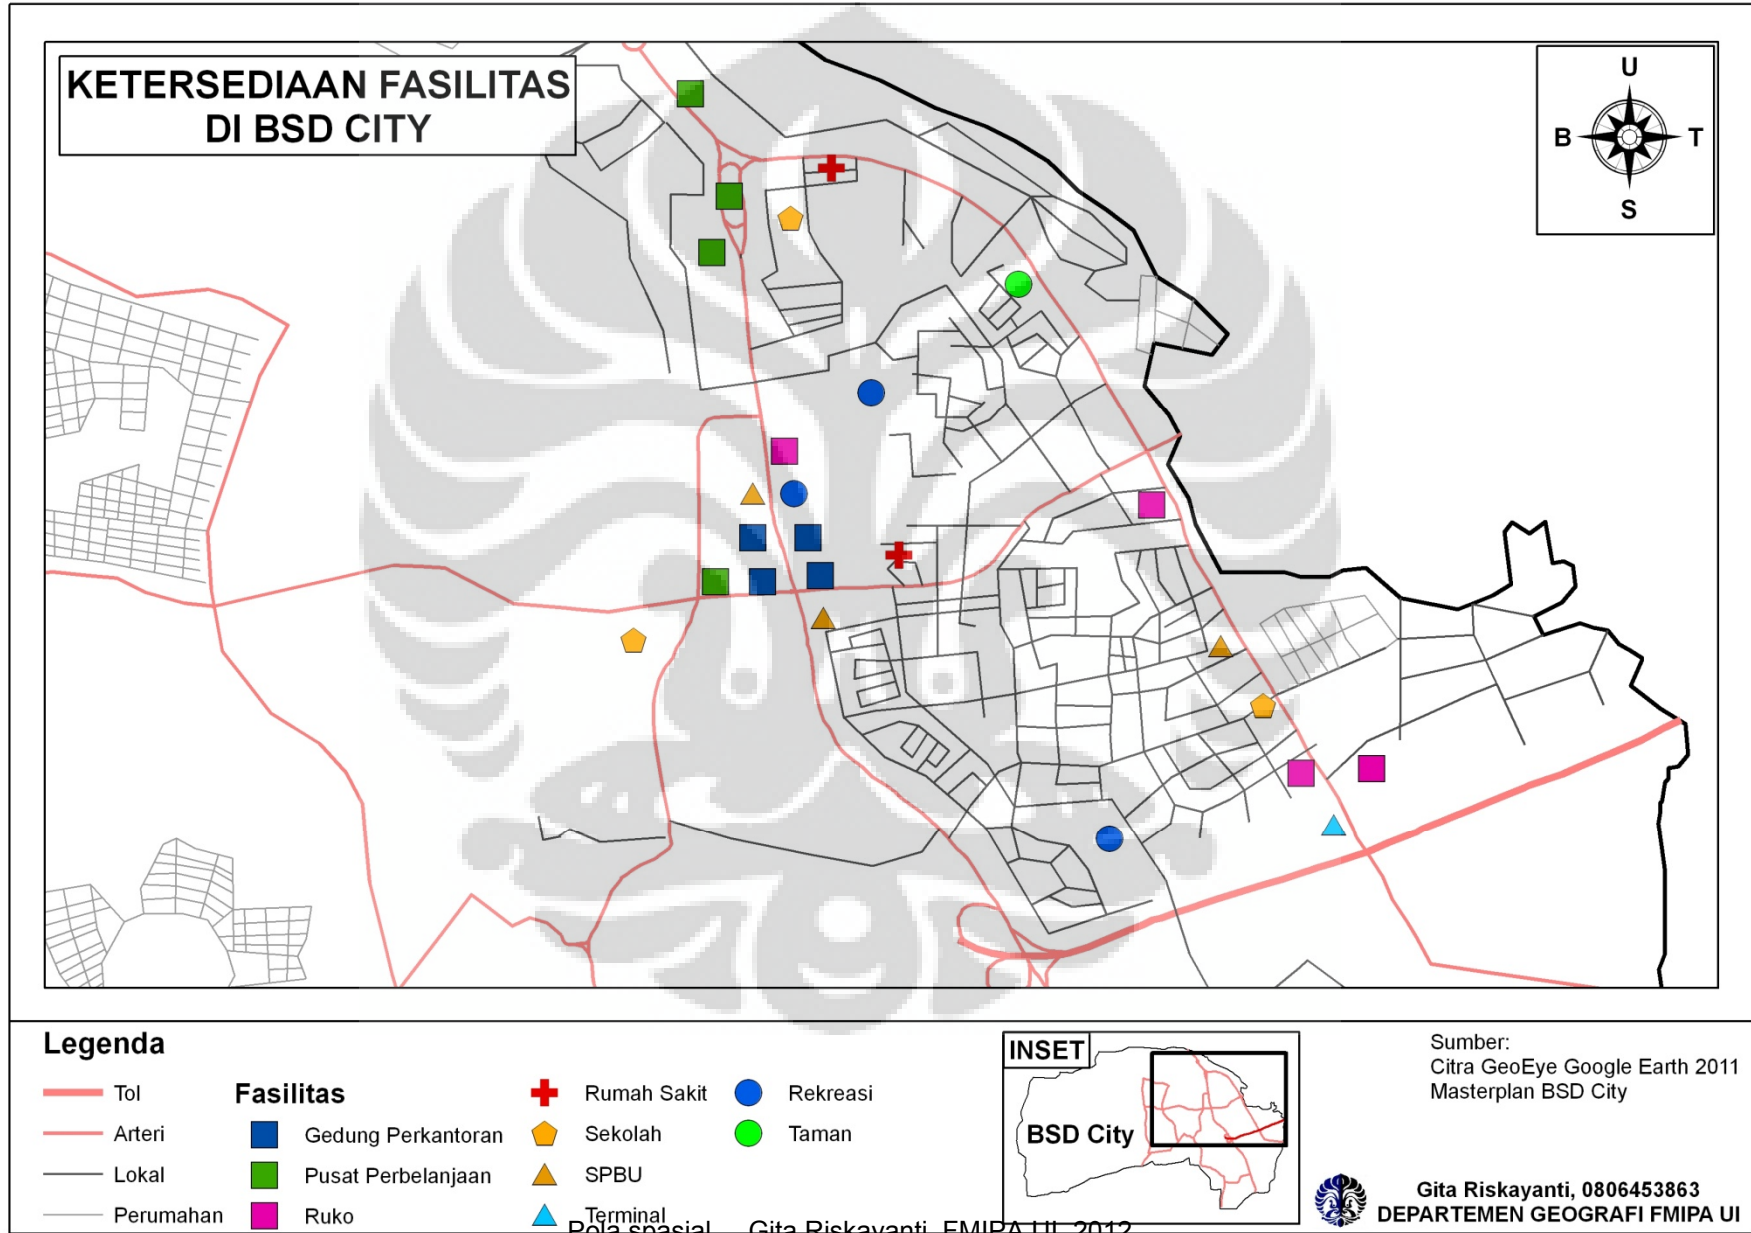 KETERSEDIAAN FASILITAS
DI BSD CITY
U
B
T
S
Legenda
Tol
Arteri
Lokal
Perumahan
Fasilitas
Gedung Perkantoran
Pusat Perbelanjaan
Ruko
Rumah Sakit
Sekolah
SPBU
Terminal
Rekreasi
Taman
INSET
BSD City
Sumber:
Citra GeoEye Google Earth 2011
Masterplan BSD City
Gita Riskayanti, 0806453863
DEPARTEMEN GEOGRAFI FMIPA UI
Pola spasial..., Gita Riskayanti, FMIPA UI, 2012